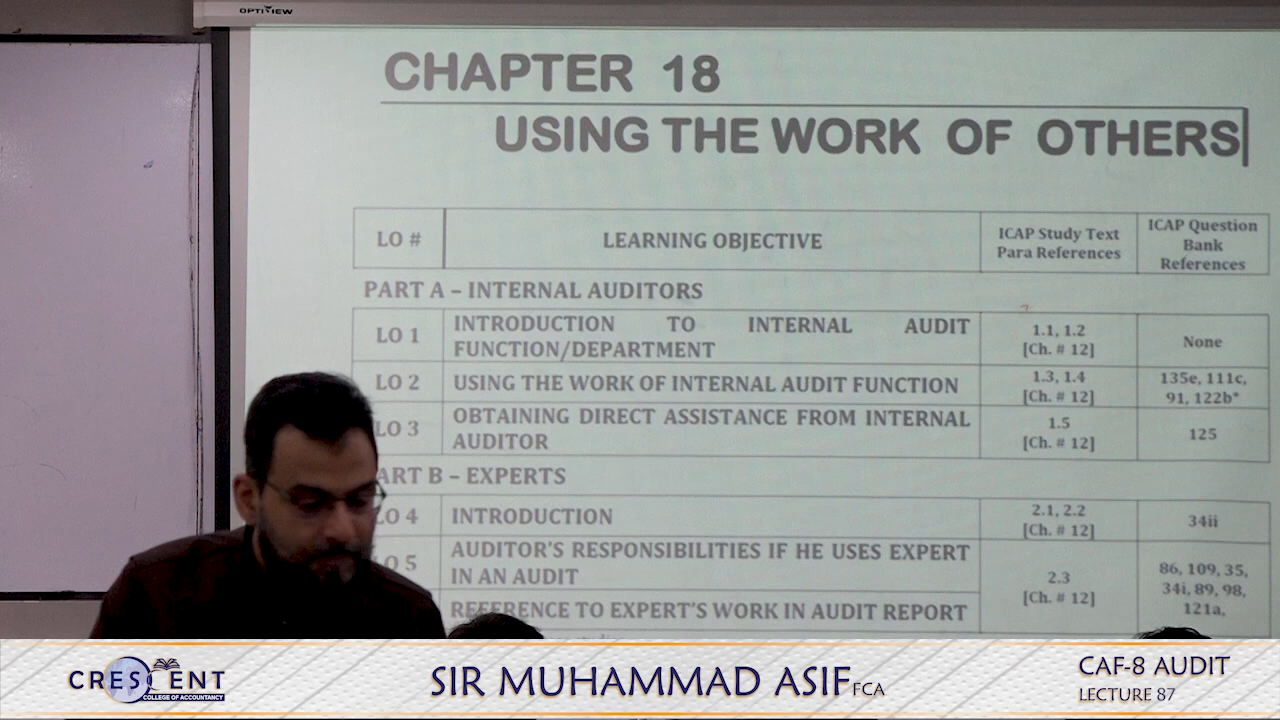 OPTIVIEW
CHAPTER 18
USING THE WORK OF OTHERS
LO #
LEARNING OBJECTIVE
ICAP Study Text
Para References
ICAP Question
Bank
References
PART A – INTERNAL AUDITORS
LO 1
INTRODUCTION TO INTERNAL AUDIT
FUNCTION/DEPARTMENT
1.1, 1.2
[Ch. # 12]
None
LO 2
USING THE WORK OF INTERNAL AUDIT FUNCTION
1.3, 1.4
[Ch. # 12]
135e, 111c,
91, 122b*
LO 3
OBTAINING DIRECT ASSISTANCE FROM INTERNAL
AUDITOR
1.5
[Ch. # 12]
125
ART B – EXPERTS
LO 4
INTRODUCTION
2.1, 2.2
[Ch. # 12]
34ii
O 5
AUDITOR'S RESPONSIBILITIES IF HE USES EXPERT
IN AN AUDIT
REFERENCE TO EXPERT'S WORK IN AUDIT REPORT
2.3
[Ch. # 12]
86, 109, 35,
34i, 89, 98,
121a,
CRESCENT
COLLEGE OF ACCOUNTANCY
SIR MUHAMMAD ASIF FCA
CAF-8 AUDIT
LECTURE 87